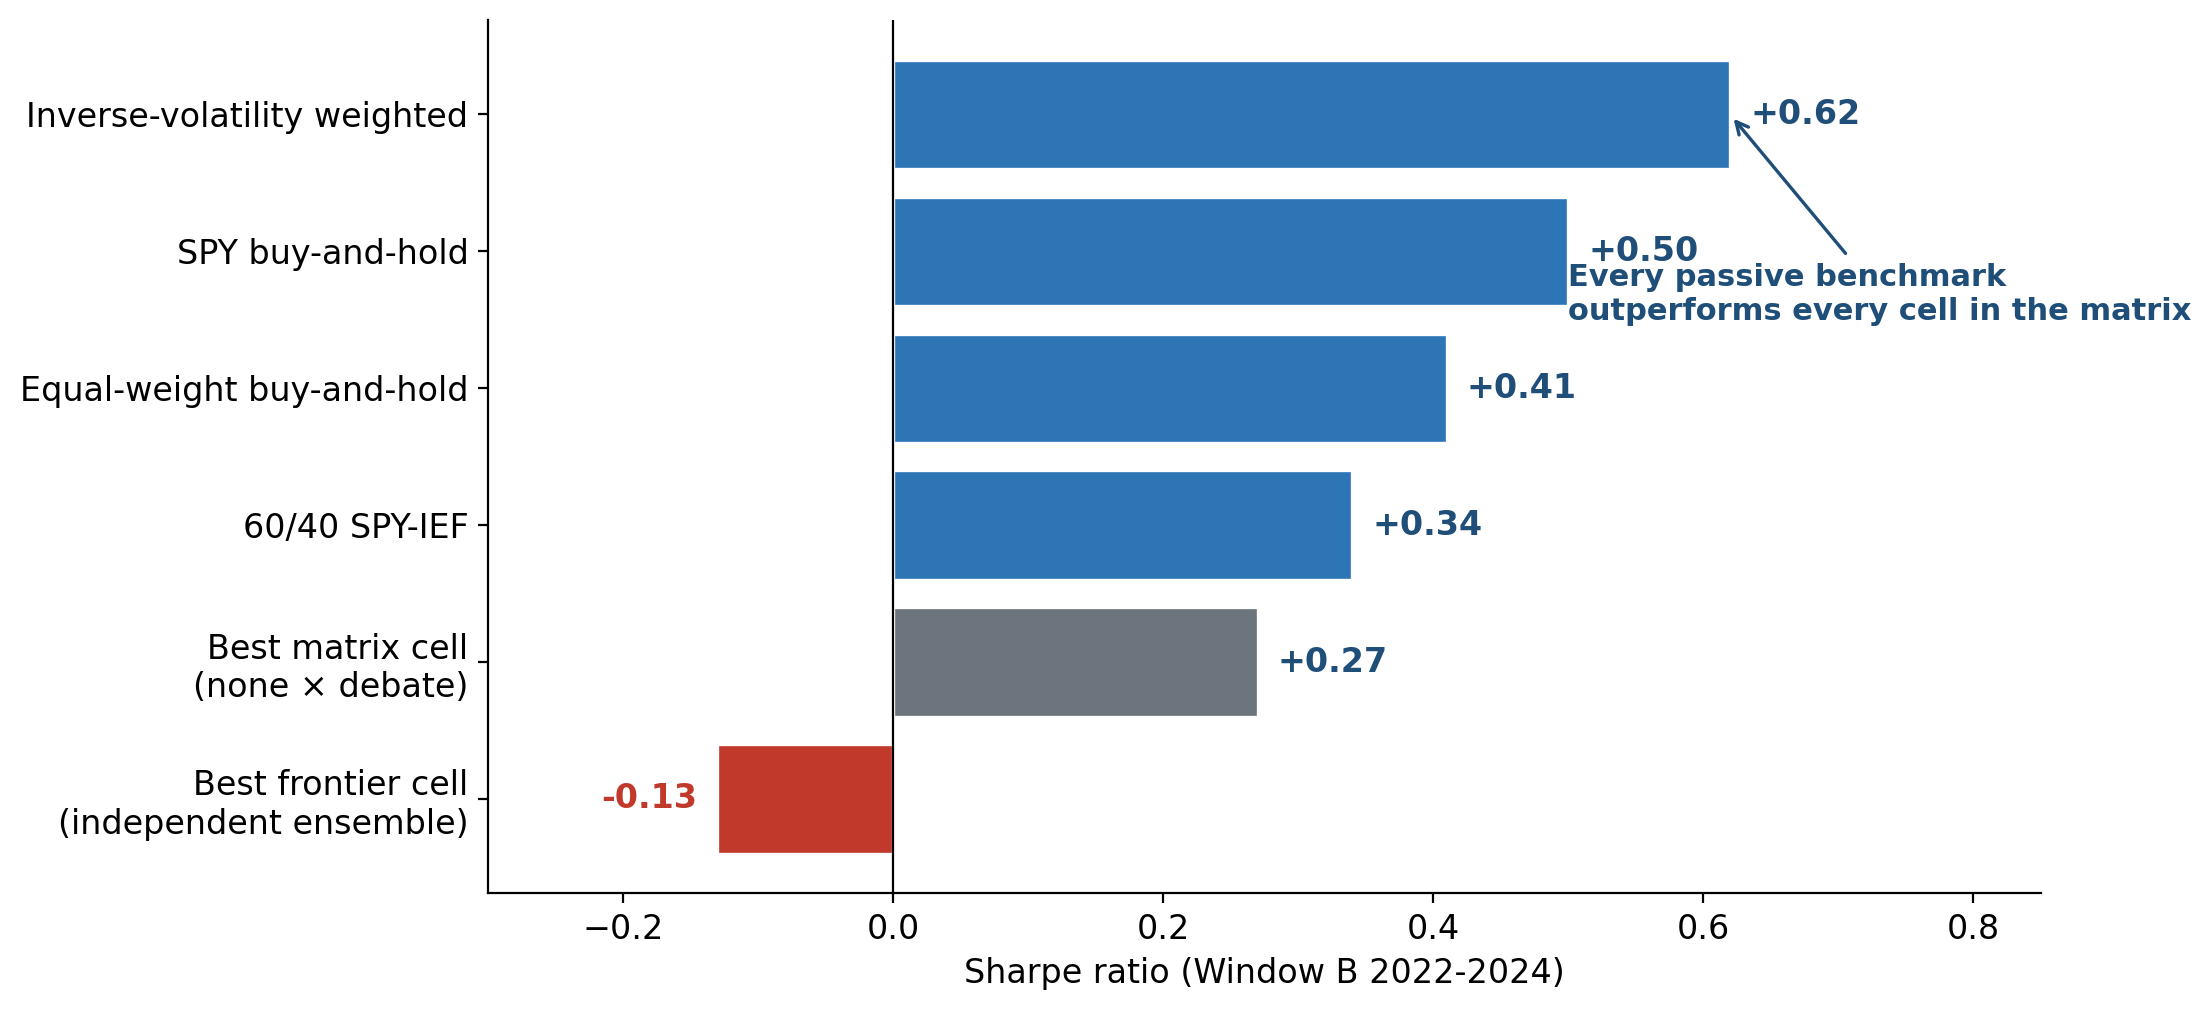 Inverse-volatility weighted
+0.62
SPY buy-and-hold
+0.50
Every passive benchmark
outperforms every cell in the matrix
Equal-weight buy-and-hold
+0.41
60/40 SPY-IEF
+0.34
Best matrix cell
(none × debate)
+0.27
Best frontier cell
(independent ensemble)
-0.13
−0.2
0.0
0.2
0.4
0.6
0.8
Sharpe ratio (Window B 2022-2024)